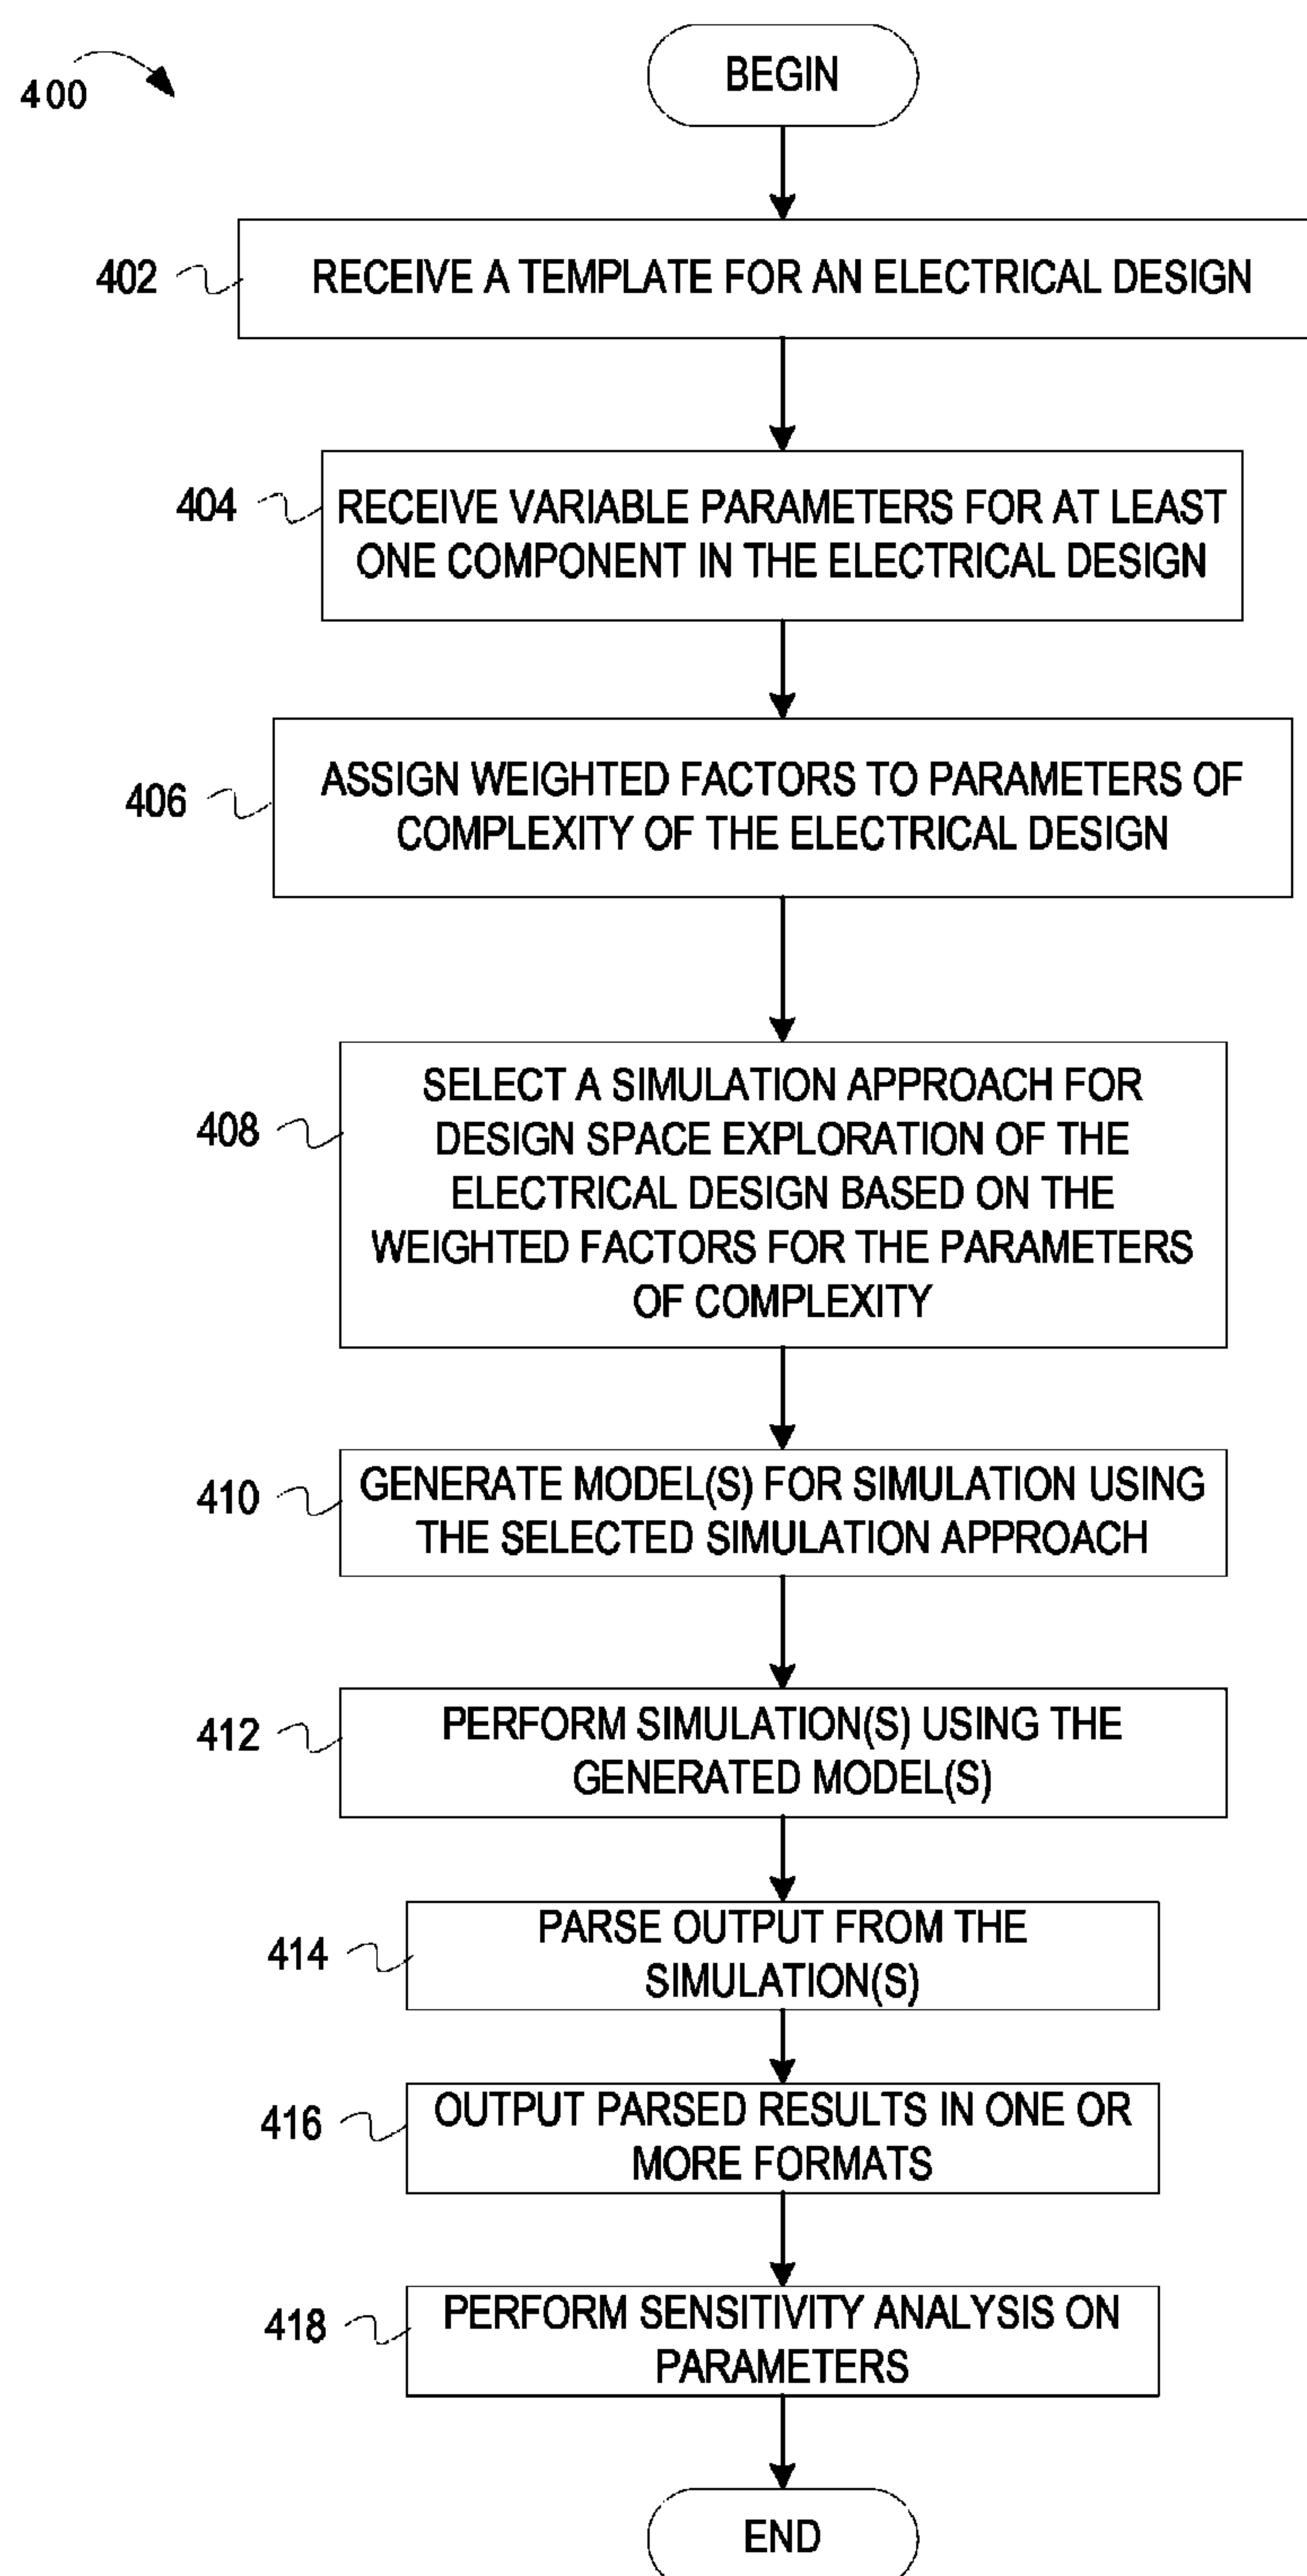 400
BEGIN
402
RECEIVE A TEMPLATE FOR AN ELECTRICAL DESIGN
404
RECEIVE VARIABLE PARAMETERS FOR AT LEAST
ONE COMPONENT IN THE ELECTRICAL DESIGN
406
ASSIGN WEIGHTED FACTORS TO PARAMETERS OF
COMPLEXITY OF THE ELECTRICAL DESIGN
408
SELECT A SIMULATION APPROACH FOR
DESIGN SPACE EXPLORATION OF THE
ELECTRICAL DESIGN BASED ON THE
WEIGHTED FACTORS FOR THE PARAMETERS
OF COMPLEXITY
410
GENERATE MODEL(S) FOR SIMULATION USING
THE SELECTED SIMULATION APPROACH
412
PERFORM SIMULATION(S) USING THE
GENERATED MODEL(S)
414
PARSE OUTPUT FROM THE
SIMULATION(S)
416
OUTPUT PARSED RESULTS IN ONE OR
MORE FORMATS
418
PERFORM SENSITIVITY ANALYSIS ON
PARAMETERS
END